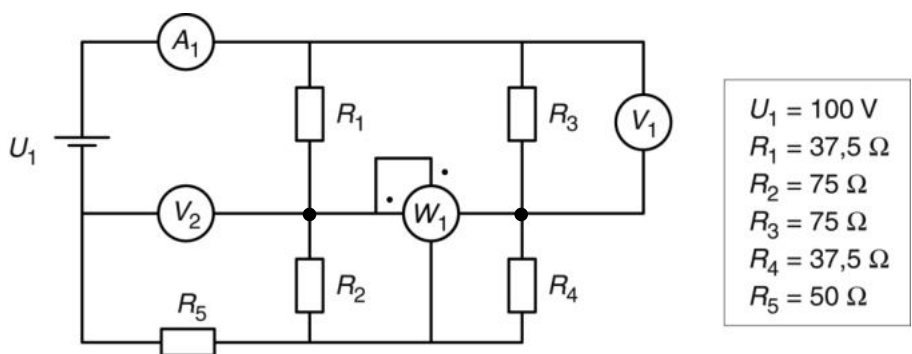 A₁
R₁
R₃
V₁
U₁
V₂
W₁
R₂
R₄
R₅
U₁ = 100 V
R₁ = 37,5 Ω
R₂ = 75 Ω
R₃ = 75 Ω
R₄ = 37,5 Ω
R₅ = 50 Ω